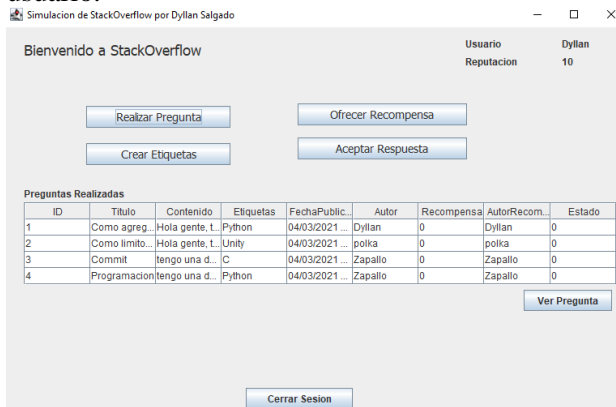 usuario.
Simulacion de StackOverflow por Dyllan Salgado
Bienvenido a StackOverflow
Usuario Dyllan
Reputacion 10
Realizar Pregunta Ofrecer Recompensa
Crear Etiquetas Aceptar Respuesta
Preguntas Realizadas
ID Titulo Contenido Etiquetas FechaPublic... Autor Recompensa AutorRecom... Estado
1 Como agreg... Hola gente, t... Python 04/03/2021 ... Dyllan 0 Dyllan 0
2 Como limito... Hola gente, t... Unity 04/03/2021 ... polka 0 polka 0
3 Commit tengo una d... C 04/03/2021 ... Zapallo 0 Zapallo 0
4 Programacion tengo una d... Python 04/03/2021 ... Zapallo 0 Zapallo 0
Ver Pregunta
Cerrar Sesion